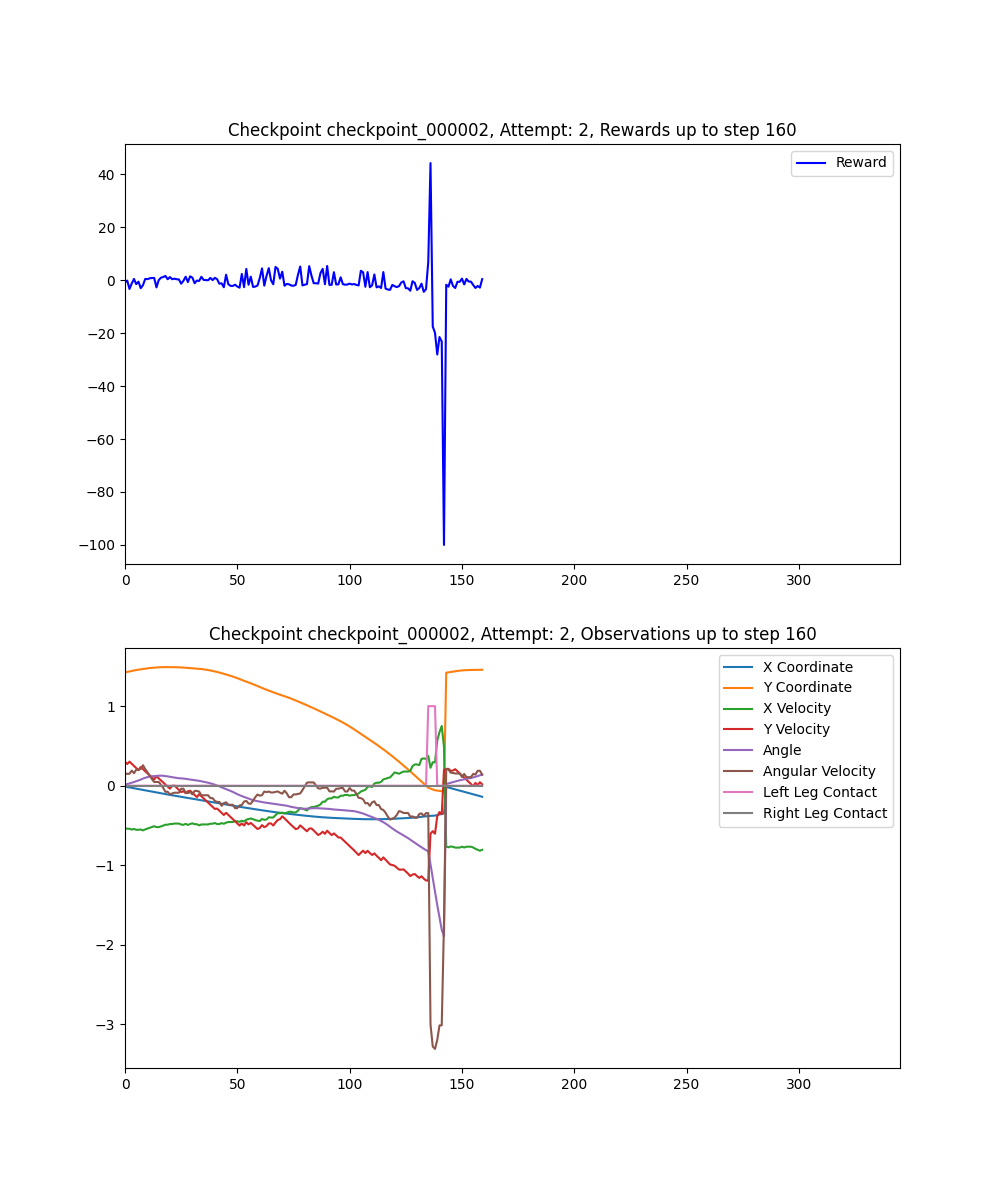 Checkpoint checkpoint_000002, Attempt: 2, Rewards up to step 160
Reward
40
20
0
−20
−40
−60
−80
−100
0 50 100 150 200 250 300
Checkpoint checkpoint_000002, Attempt: 2, Observations up to step 160
X Coordinate
Y Coordinate
X Velocity
Y Velocity
Angle
Angular Velocity
Left Leg Contact
Right Leg Contact
1
0
−1
−2
−3
0 50 100 150 200 250 300